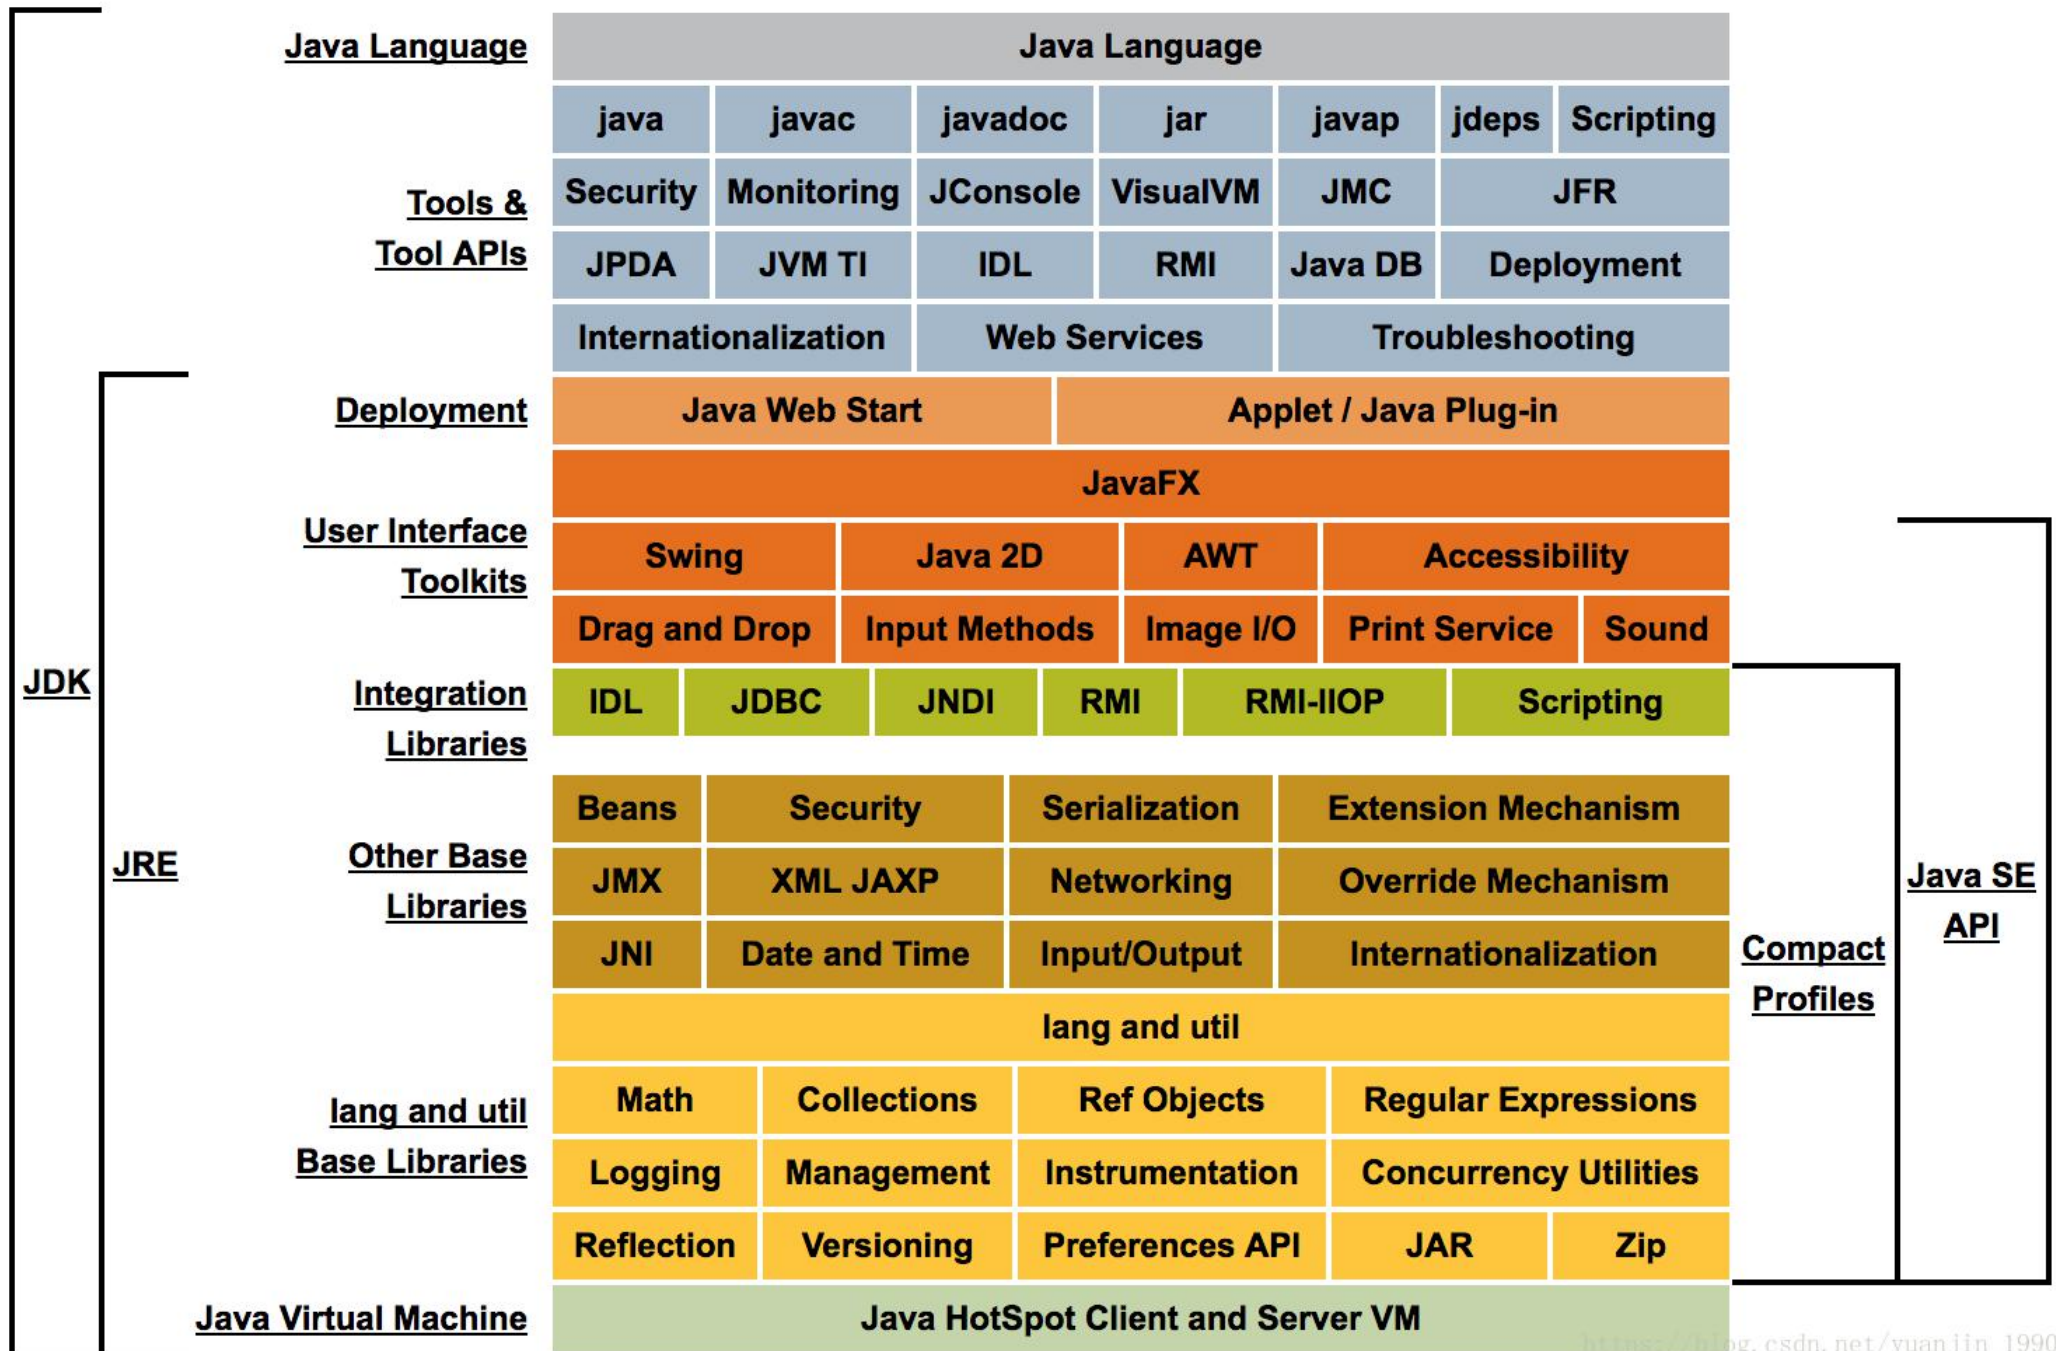 Java Language
Java Language
java javac javadoc jar javap jdeps Scripting
Tools &
Tool APIs
Security Monitoring JConsole VisualVM JMC JFR
JPDA JVM TI IDL RMI Java DB Deployment
Internationalization Web Services Troubleshooting
Deployment
Java Web Start Applet / Java Plug-in
JavaFX
User Interface
Toolkits
Swing Java 2D AWT Accessibility
Drag and Drop Input Methods Image I/O Print Service Sound
JDK
Integration
Libraries
IDL JDBC JNDI RMI RMI-IIOP Scripting
JRE
Other Base
Libraries
Beans Security Serialization Extension Mechanism
JMX XML JAXP Networking Override Mechanism
JNI Date and Time Input/Output Internationalization
Java SE
API
Compact
Profiles
lang and util
lang and util
Base Libraries
Math Collections Ref Objects Regular Expressions
Logging Management Instrumentation Concurrency Utilities
Reflection Versioning Preferences API JAR Zip
Java Virtual Machine
Java HotSpot Client and Server VM
https://blog.csdn.net/yuanjin_1990